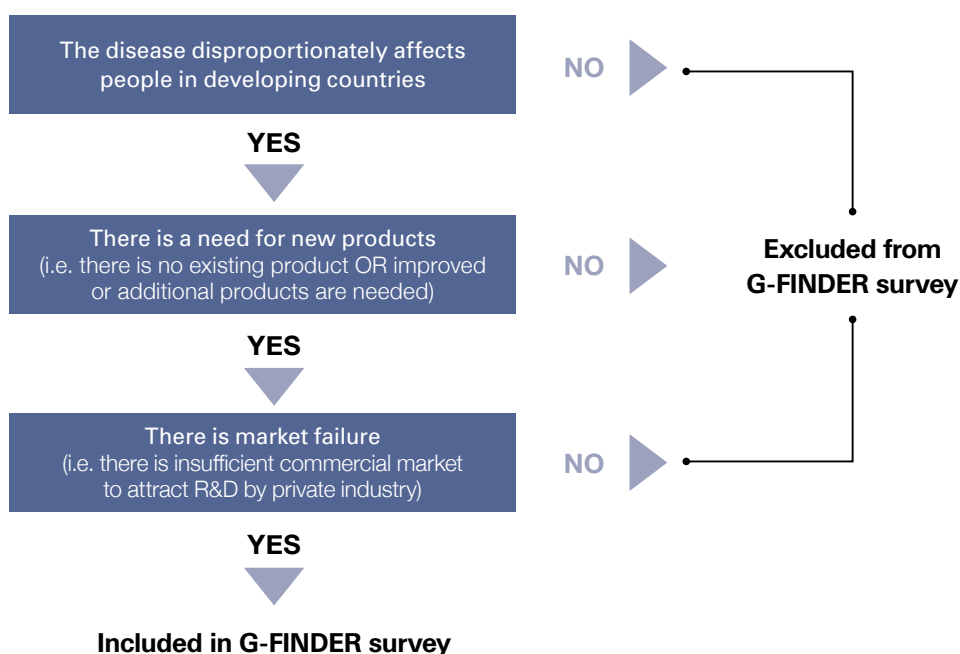 The disease disproportionately affects
people in developing countries
NO
YES
There is a need for new products
(i.e. there is no existing product OR improved
or additional products are needed)
NO
Excluded from
G-FINDER survey
YES
There is market failure
(i.e. there is insufficient commercial market
to attract R&D by private industry)
NO
YES
Included in G-FINDER survey